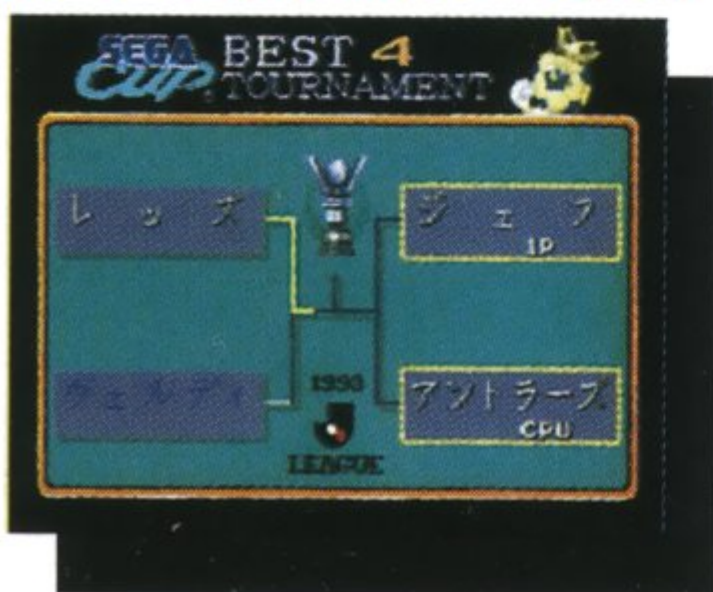 SEGA CUP
BEST 4
TOURNAMENT
レッズ
ジェフ
1P
ヴェルディ
アントラーズ
CPU
1993
J
LEAGUE